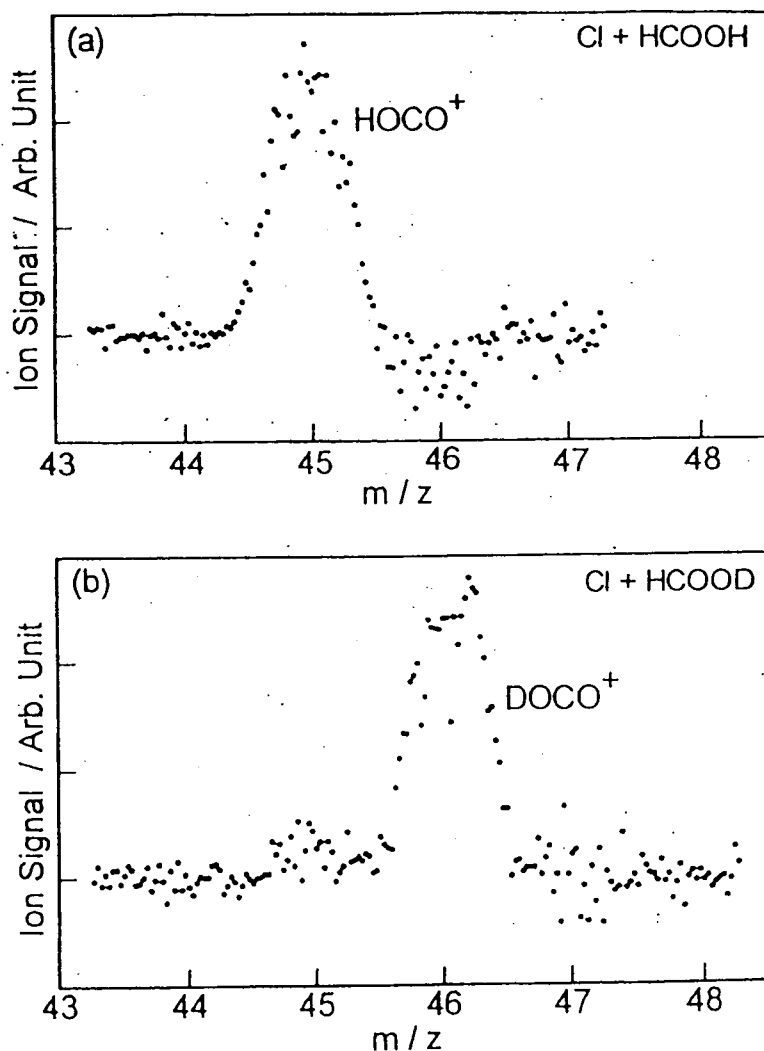 (a)
Cl + HCOOH
HOCO+
Ion Signal / Arb. Unit
43 44 45 46 47 48
m / z
(b)
Cl + HCOOD
DOCO+
Ion Signal / Arb. Unit
43 44 45 46 47 48
m / z